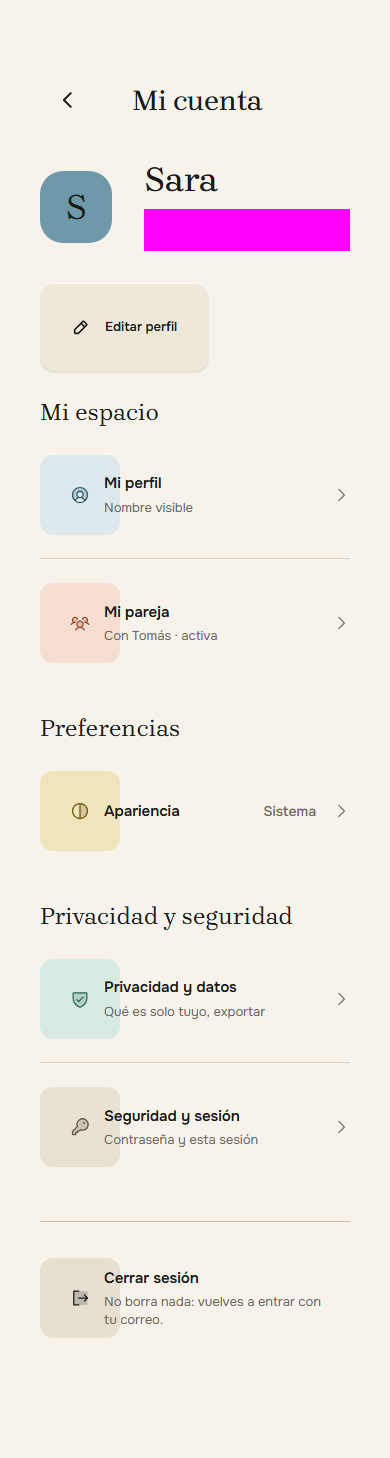 Mi cuenta
S
Sara
Editar perfil
Mi espacio
Mi perfil
Nombre visible
Mi pareja
Con Tomás · activa
Preferencias
Apariencia
Sistema
Privacidad y seguridad
Privacidad y datos
Qué es solo tuyo, exportar
Seguridad y sesión
Contraseña y esta sesión
Cerrar sesión
No borra nada: vuelves a entrar con
tu correo.